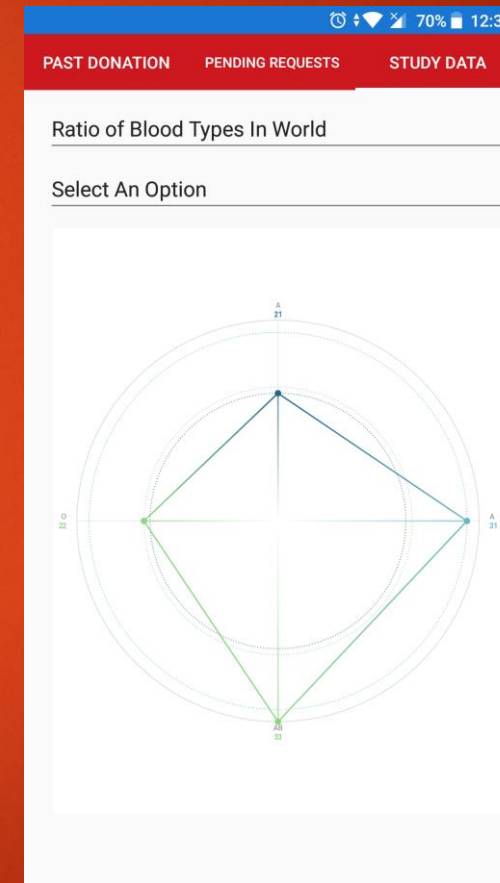 70% 12:3
PAST DONATION PENDING REQUESTS STUDY DATA
Ratio of Blood Types In World
Select An Option
A
21
O
22
A
31
AB
33